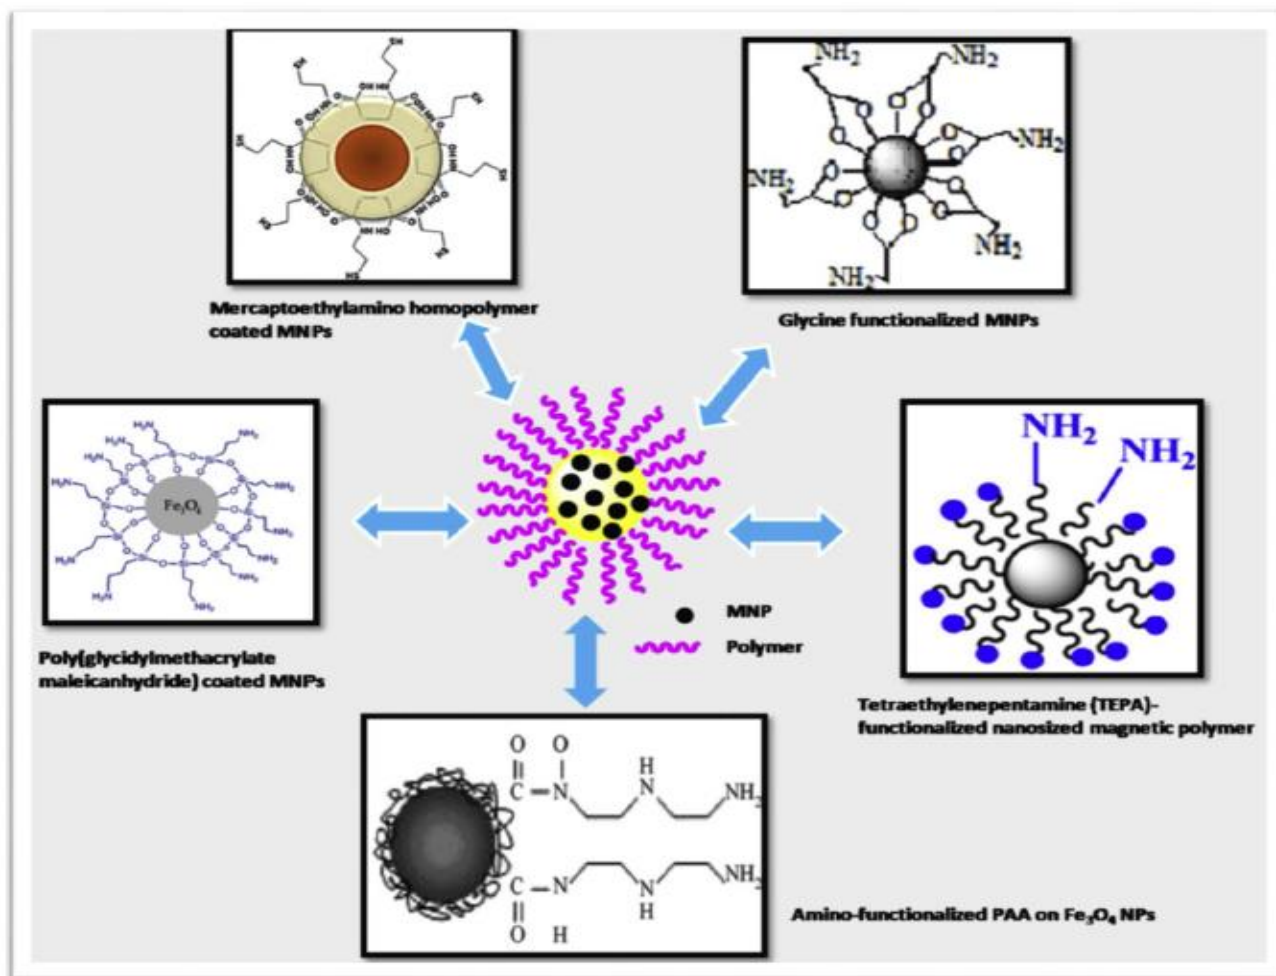 Mercaptoethylamino homopolymer
coated MNPs
Glycine functionalized MNPs
NH₂
NH₂
NH₂
NH₂
NH₂
NH₂
Fe₃O₄
Poly(glycidylmethacrylate
maleicanhydride) coated MNPs
MNP
Polymer
NH₂
NH₂
Tetraethylenepentamine (TEPA)-
functionalized nanosized magnetic polymer
O O
H
C N N NH₂
C N N NH₂
H
O H
Amino-functionalized PAA on Fe₃O₄ NPs